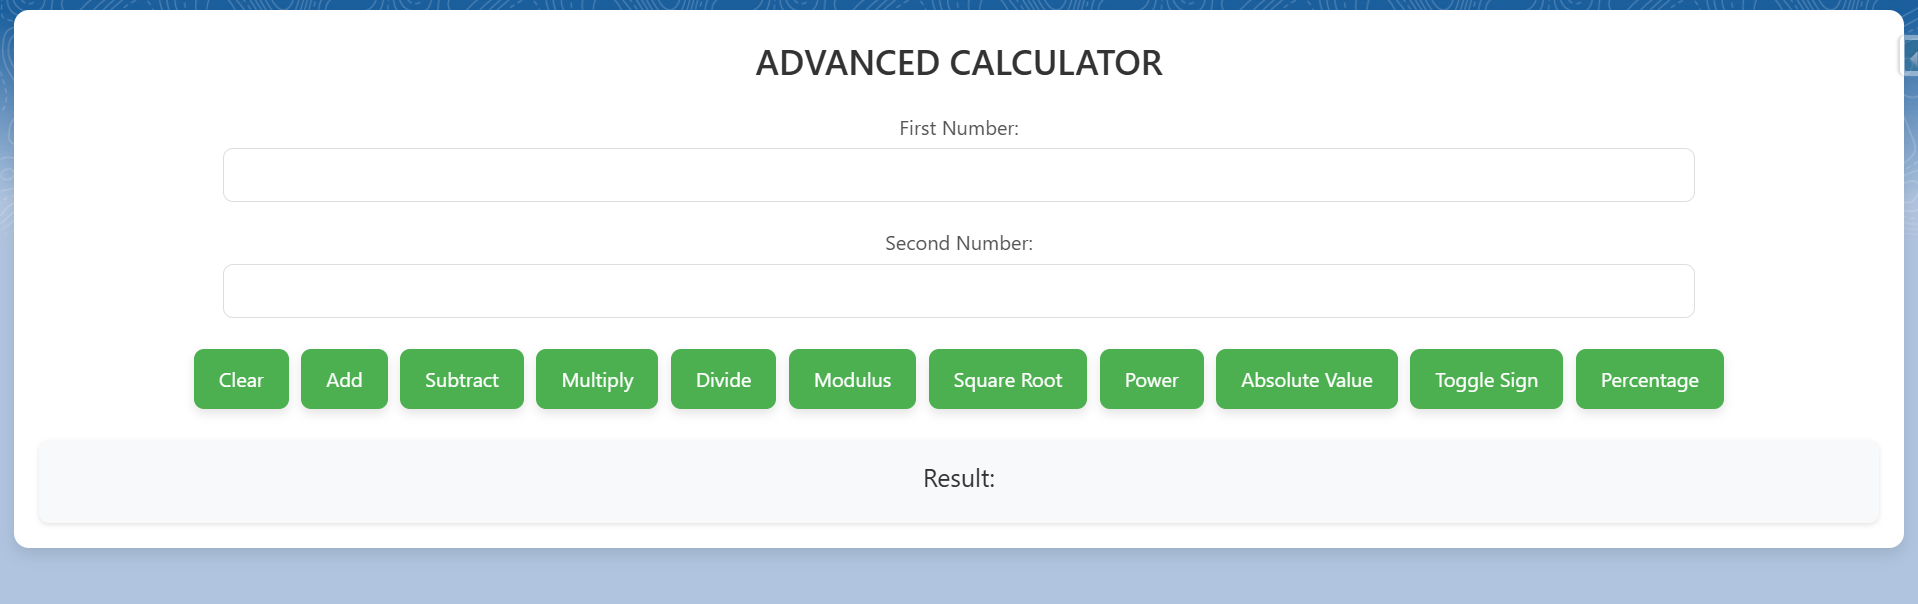 ADVANCED CALCULATOR
First Number:
Second Number:
Clear Add Subtract Multiply Divide Modulus Square Root Power Absolute Value Toggle Sign Percentage
Result: